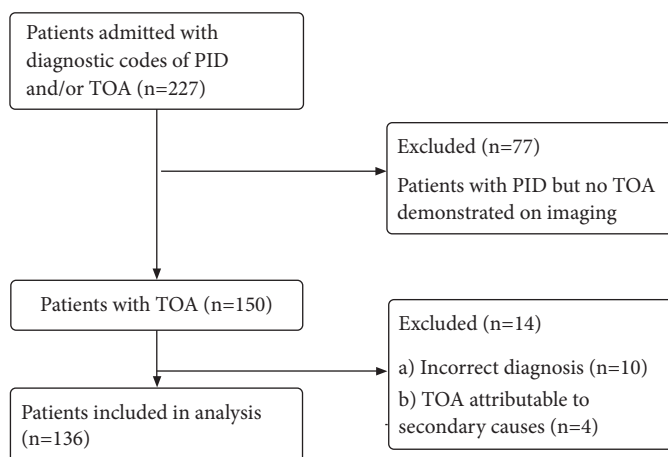 Patients admitted with
diagnostic codes of PID
and/or TOA (n=227)
Excluded (n=77)
Patients with PID but no TOA
demonstrated on imaging
Patients with TOA (n=150)
Excluded (n=14)
a) Incorrect diagnosis (n=10)
b) TOA attributable to
secondary causes (n=4)
Patients included in analysis
(n=136)